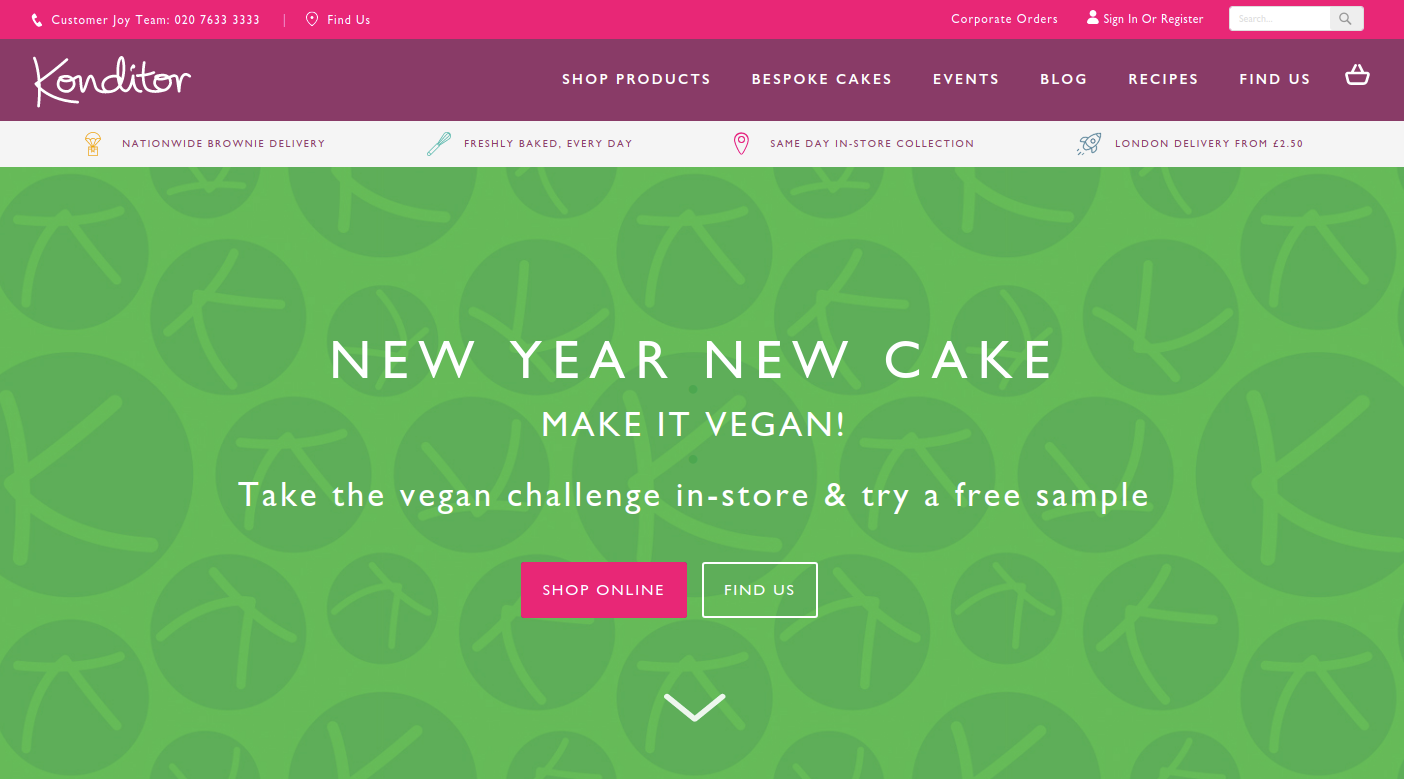 Customer Joy Team: 020 7633 3333 | Find Us
Corporate Orders Sign In Or Register Search...
Konditor
SHOP PRODUCTS BESPOKE CAKES EVENTS BLOG RECIPES FIND US
NATIONWIDE BROWNIE DELIVERY FRESHLY BAKED, EVERY DAY SAME DAY IN-STORE COLLECTION LONDON DELIVERY FROM £2.50
NEW YEAR NEW CAKE
MAKE IT VEGAN!
Take the vegan challenge in-store & try a free sample
SHOP ONLINE FIND US